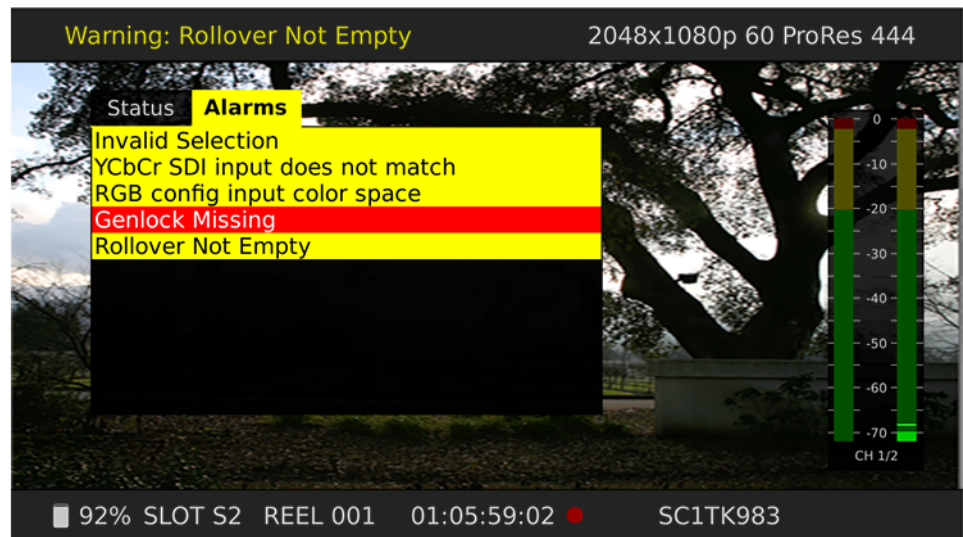 Warning: Rollover Not Empty 2048x1080p 60 ProRes 444
Status Alarms
Invalid Selection
YCbCr SDI input does not match
RGB config input color space
Genlock Missing
Rollover Not Empty
0
-10
-20
-30
-40
-50
-60
-70
CH 1/2
92% SLOT S2 REEL 001 01:05:59:02 SC1TK983